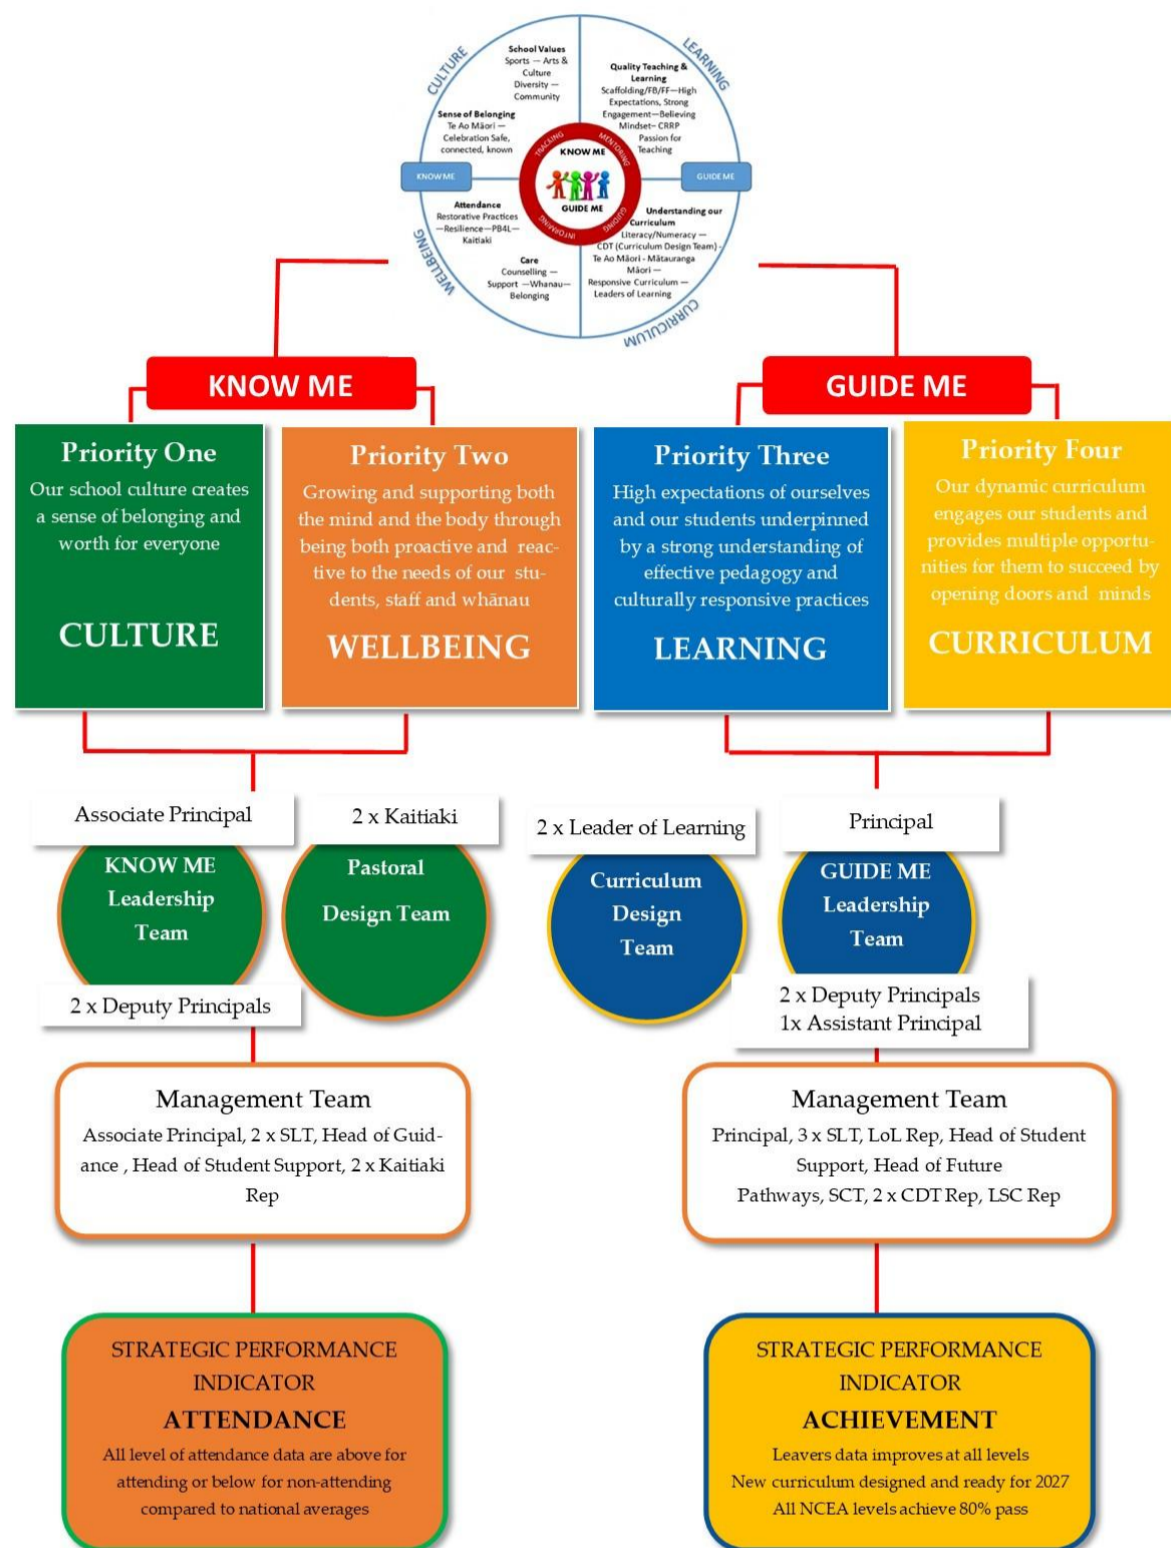 CULTURE
School Values
Sports — Arts &
Culture
Diversity —
Community
Sense of Belonging
Te Ao Māori —
Celebration Safe,
connected, known
LEARNING
Quality Teaching &
Learning
Scaffolding/FB/FF—High
Expectations, Strong
Engagement—Believing
Mindset— CRRP
Passion for
Teaching
KNOW ME
TRACKING
MENTORING
KNOW ME
GUIDE ME
INFORMING
GUIDING
GUIDE ME
WELLBEING
Attendance
Restorative Practices
—Resilience—PB4L—
Kaitiaki
Care
Counselling —
Support —Whanau—
Belonging
Understanding our
Curriculum
Literacy/Numeracy —
CDT (Curriculum Design Team) -
Te Ao Māori - Mātauranga
Māori —
Responsive Curriculum —
Leaders of Learning
CURRICULUM
KNOW ME
GUIDE ME
Priority One
Our school culture creates
a sense of belonging and
worth for everyone
CULTURE
Priority Two
Growing and supporting both
the mind and the body through
being both proactive and reac-
tive to the needs of our stu-
dents, staff and whānau
WELLBEING
Priority Three
High expectations of ourselves
and our students underpinned
by a strong understanding of
effective pedagogy and
culturally responsive practices
LEARNING
Priority Four
Our dynamic curriculum
engages our students and
provides multiple opportu-
nities for them to succeed by
opening doors and minds
CURRICULUM
Associate Principal
KNOW ME
Leadership
Team
2 x Deputy Principals
2 x Kaitiaki
Pastoral
Design Team
2 x Leader of Learning
Curriculum
Design
Team
Principal
GUIDE ME
Leadership
Team
2 x Deputy Principals
1x Assistant Principal
Management Team
Associate Principal, 2 x SLT, Head of Guid-
ance , Head of Student Support, 2 x Kaitiaki
Rep
Management Team
Principal, 3 x SLT, LoL Rep, Head of Student
Support, Head of Future
Pathways, SCT, 2 x CDT Rep, LSC Rep
STRATEGIC PERFORMANCE
INDICATOR
ATTENDANCE
All level of attendance data are above for
attending or below for non-attending
compared to national averages
STRATEGIC PERFORMANCE
INDICATOR
ACHIEVEMENT
Leavers data improves at all levels
New curriculum designed and ready for 2027
All NCEA levels achieve 80% pass